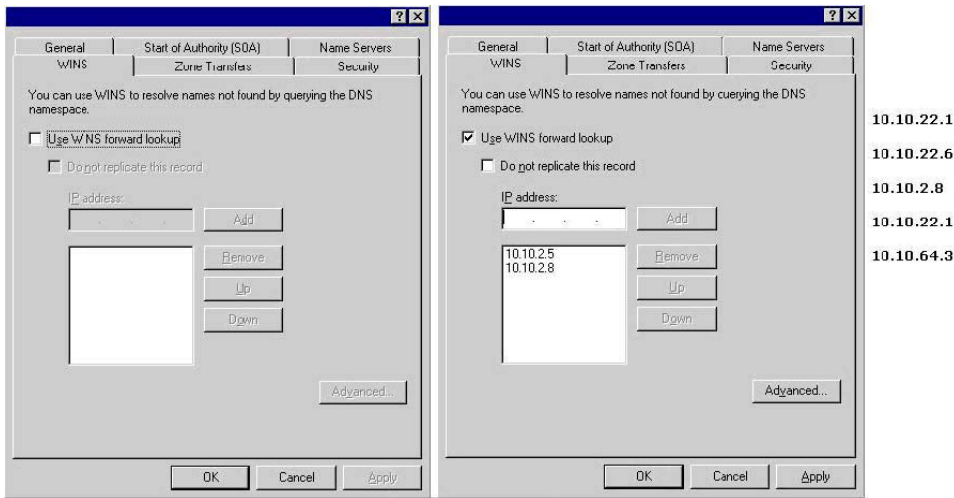 General Start of Authority (SOA) Name Servers
WINS Zone Transfers Security
You can use WINS to resolve names not found by querying the DNS
namespace.
Use WINS forward lookup
Do not replicate this record
IP address:
Add
Remove
Up
Down
Advanced...
OK Cancel Apply
General Start of Authority (SOA) Name Servers
WINS Zone Transfers Security
You can use WINS to resolve names not found by querying the DNS
namespace.
Use WINS forward lookup
Do not replicate this record
IP address:
Add
10.10.2.5
10.10.2.8
Remove
Up
Down
Advanced...
OK Cancel Apply
10.10.22.1
10.10.22.6
10.10.2.8
10.10.22.1
10.10.64.3